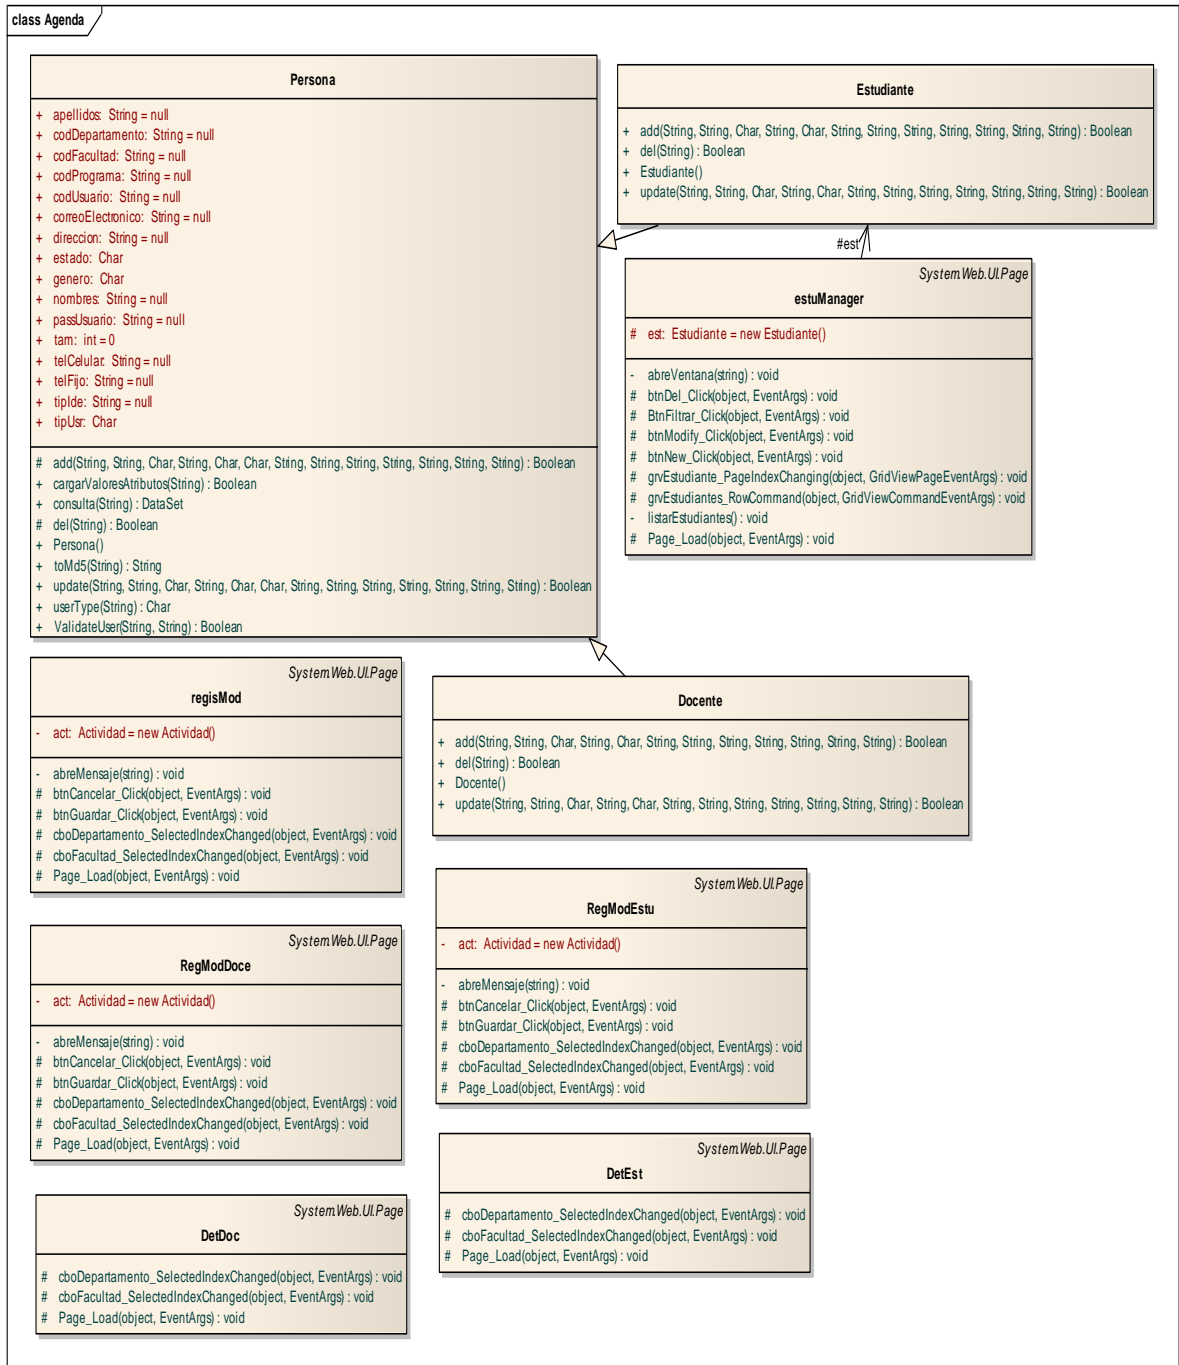 class Agenda
Persona
+ apellidos: String = null
+ codDepartamento: String = null
+ codFacultad: String = null
+ codPrograma: String = null
+ codUsuario: String = null
+ correoElectronico: String = null
+ direccion: String = null
+ estado: Char
+ genero: Char
+ nombres: String = null
+ passUsuario: String = null
+ tam: int = 0
+ telCelular: String = null
+ telFijo: String = null
+ tipIde: String = null
+ tipUsr: Char
# add(String, String, Char, String, Char, Char, String, String, String, String, String, String, String) : Boolean
+ cargarValoresAtributos(String) : Boolean
+ consulta(String) : DataSet
# del(String) : Boolean
+ Persona()
+ toMd5(String) : String
+ update(String, String, Char, String, Char, Char, String, String, String, String, String, String, String) : Boolean
+ userType(String) : Char
+ ValidateUser(String, String) : Boolean
Estudiante
+ add(String, String, Char, String, Char, String, String, String, String, String, String, String) : Boolean
+ del(String) : Boolean
+ Estudiante()
+ update(String, String, Char, String, Char, String, String, String, String, String, String, String) : Boolean
#est
System.Web.UI.Page
estuManager
# est: Estudiante = new Estudiante()
- abreVentana(string) : void
# btnDel_Click(object, EventArgs) : void
# BtnFiltrar_Click(object, EventArgs) : void
# btnModify_Click(object, EventArgs) : void
# btnNew_Click(object, EventArgs) : void
# grvEstudiante_PageIndexChanging(object, GridViewPageEventArgs) : void
# grvEstudiantes_RowCommand(object, GridViewCommandEventArgs) : void
- listarEstudiantes() : void
# Page_Load(object, EventArgs) : void
System.Web.UI.Page
regisMod
- act: Actividad = new Actividad()
- abreMensaje(string) : void
# btnCancelar_Click(object, EventArgs) : void
# btnGuardar_Click(object, EventArgs) : void
# cboDepartamento_SelectedIndexChanged(object, EventArgs) : void
# cboFacultad_SelectedIndexChanged(object, EventArgs) : void
# Page_Load(object, EventArgs) : void
Docente
+ add(String, String, Char, String, Char, String, String, String, String, String, String, String) : Boolean
+ del(String) : Boolean
+ Docente()
+ update(String, String, Char, String, Char, String, String, String, String, String, String, String) : Boolean
System.Web.UI.Page
RegModEstu
- act: Actividad = new Actividad()
- abreMensaje(string) : void
# btnCancelar_Click(object, EventArgs) : void
# btnGuardar_Click(object, EventArgs) : void
# cboDepartamento_SelectedIndexChanged(object, EventArgs) : void
# cboFacultad_SelectedIndexChanged(object, EventArgs) : void
# Page_Load(object, EventArgs) : void
System.Web.UI.Page
RegModDoce
- act: Actividad = new Actividad()
- abreMensaje(string) : void
# btnCancelar_Click(object, EventArgs) : void
# btnGuardar_Click(object, EventArgs) : void
# cboDepartamento_SelectedIndexChanged(object, EventArgs) : void
# cboFacultad_SelectedIndexChanged(object, EventArgs) : void
# Page_Load(object, EventArgs) : void
System.Web.UI.Page
DetEst
# cboDepartamento_SelectedIndexChanged(object, EventArgs) : void
# cboFacultad_SelectedIndexChanged(object, EventArgs) : void
# Page_Load(object, EventArgs) : void
System.Web.UI.Page
DetDoc
# cboDepartamento_SelectedIndexChanged(object, EventArgs) : void
# cboFacultad_SelectedIndexChanged(object, EventArgs) : void
# Page_Load(object, EventArgs) : void